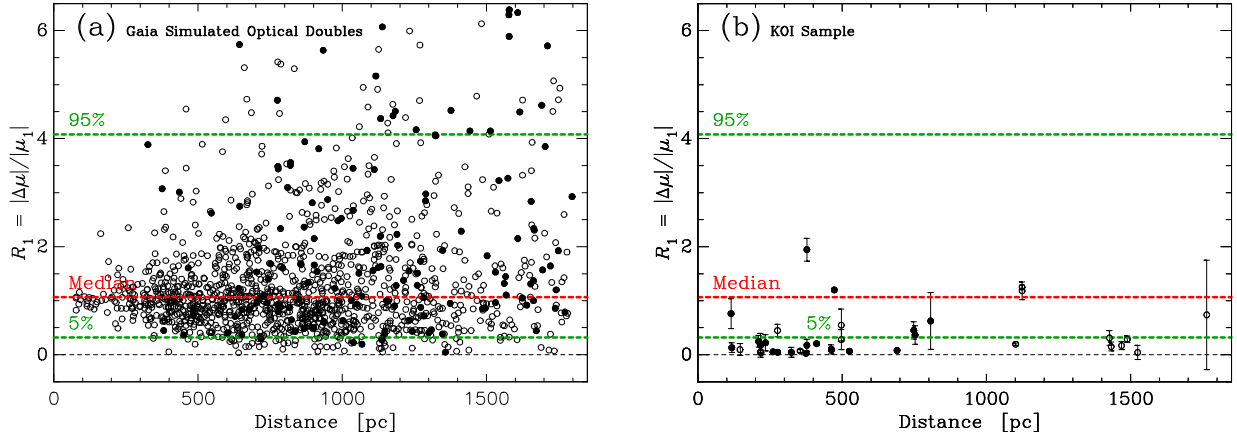 (a) Gaia Simulated Optical Doubles
6
95%
4
2
Median
5%
0
R₁ = |Δμ|/|μ₁|
0 500 1000 1500
Distance [pc]
(b) KOI Sample
6
95%
4
2
Median
5%
0
R₁ = |Δμ|/|μ₁|
0 500 1000 1500
Distance [pc]